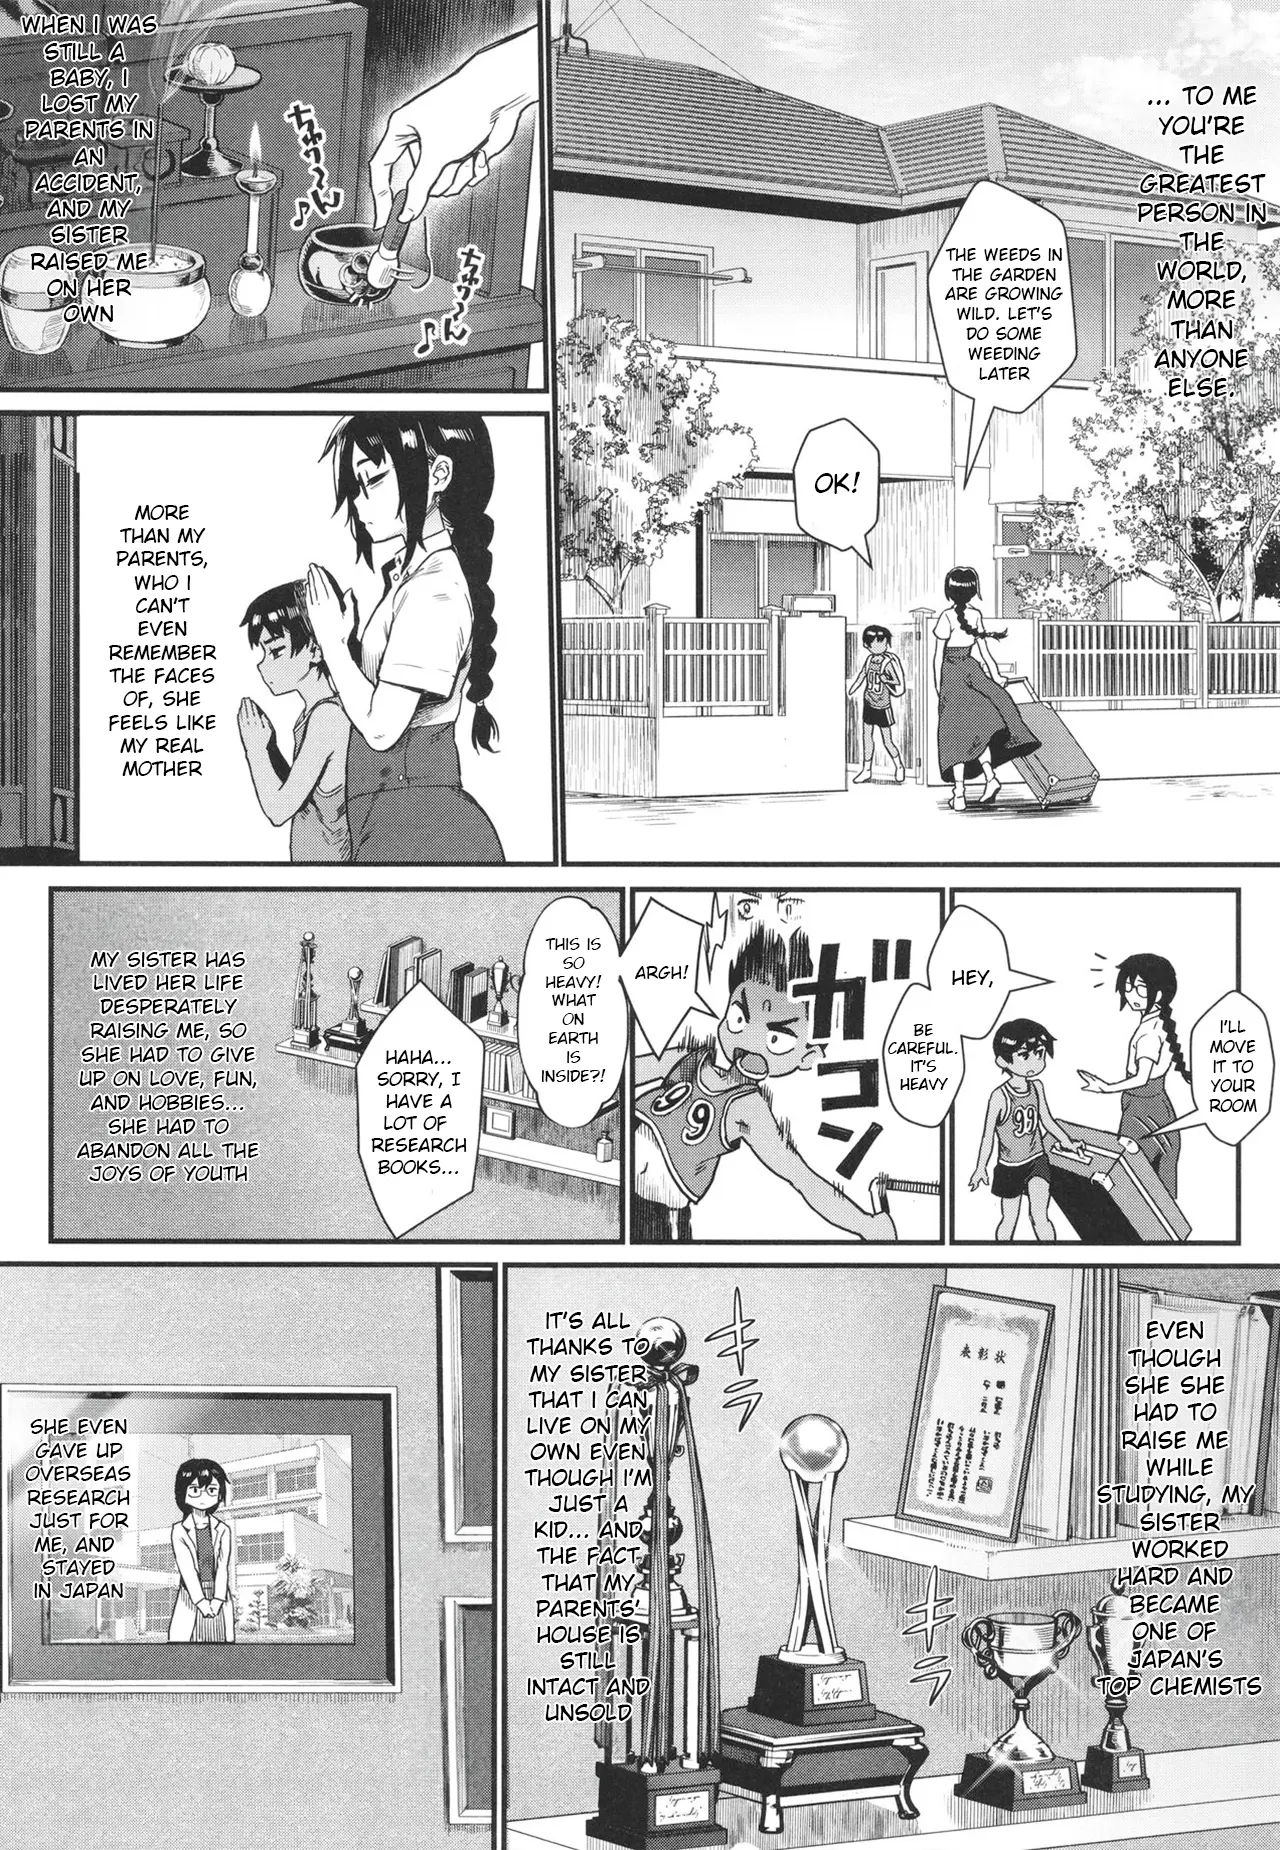 ... TO ME
YOU'RE
THE
GREATEST
PERSON IN
THE
WORLD,
MORE
THAN
ANYONE
ELSE.
THE WEEDS IN
THE GARDEN
ARE GROWING
WILD. LET'S
DO SOME
WEEDING
LATER
OK!
WHEN I WAS
STILL A
BABY, I
LOST MY
PARENTS IN
AN
ACCIDENT,
AND MY
SISTER
RAISED ME
ON HER
OWN
ちゅわ〜〜ん♪
ちゅわ〜〜ん♪
MORE
THAN MY
PARENTS,
WHO I
CAN'T
EVEN
REMEMBER
THE FACES
OF, SHE
FEELS LIKE
MY REAL
MOTHER
I'LL
MOVE
IT TO
YOUR
ROOM
HEY,
BE
CAREFUL.
IT'S
HEAVY
99
ガコン
ARGH!
99
THIS IS
SO
HEAVY!
WHAT
ON
EARTH
IS
INSIDE?!
HAHA...
SORRY, I
HAVE A
LOT OF
RESEARCH
BOOKS...
MY SISTER HAS
LIVED HER LIFE
DESPERATELY
RAISING ME, SO
SHE HAD TO GIVE
UP ON LOVE, FUN,
AND HOBBIES...
SHE HAD TO
ABANDON ALL THE
JOYS OF YOUTH
EVEN
THOUGH
SHE SHE
HAD TO
RAISE ME
WHILE
STUDYING, MY
SISTER
WORKED
HARD AND
BECAME
ONE OF
JAPAN'S
TOP CHEMISTS
表彰状
キラ
キラ
IT'S ALL
THANKS TO
MY SISTER
THAT I CAN
LIVE ON MY
OWN EVEN
THOUGH I'M
JUST A
KID... AND
THE FACT
THAT MY
PARENTS'
HOUSE IS
STILL
INTACT AND
UNSOLD
SHE EVEN
GAVE UP
OVERSEAS
RESEARCH
JUST FOR
ME, AND
STAYED
IN JAPAN